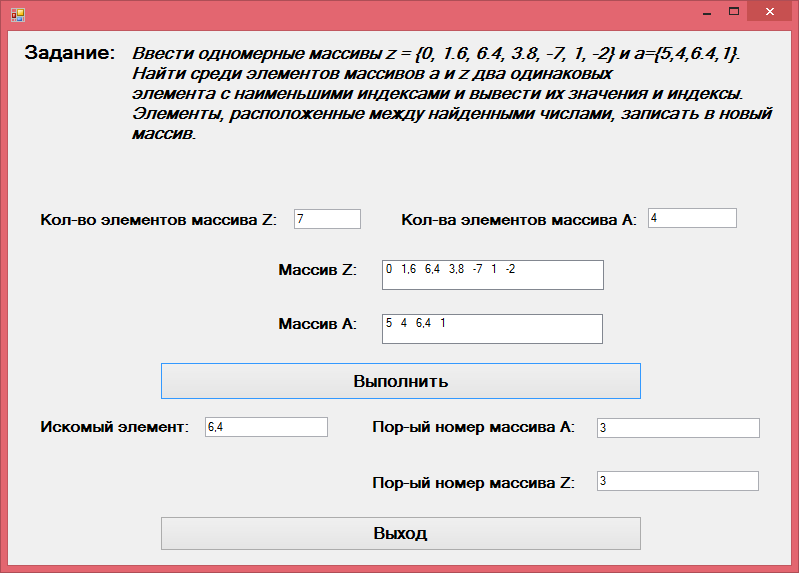 Задание: Ввести одномерные массивы z = {0, 1.6, 6.4, 3.8, -7, 1, -2} и a={5,4,6.4,1}.
Найти среди элементов массивов a и z два одинаковых
элемента с наименьшими индексами и вывести их значения и индексы.
Элементы, расположенные между найденными числами, записать в новый
массив.
Кол-во элементов массива Z: 7 Кол-ва элементов массива А: 4
Массив Z: 0 1,6 6,4 3,8 -7 1 -2
Массив А: 5 4 6,4 1
Выполнить
Искомый элемент: 6,4 Пор-ый номер массива А: 3
Пор-ый номер массива Z: 3
Выход